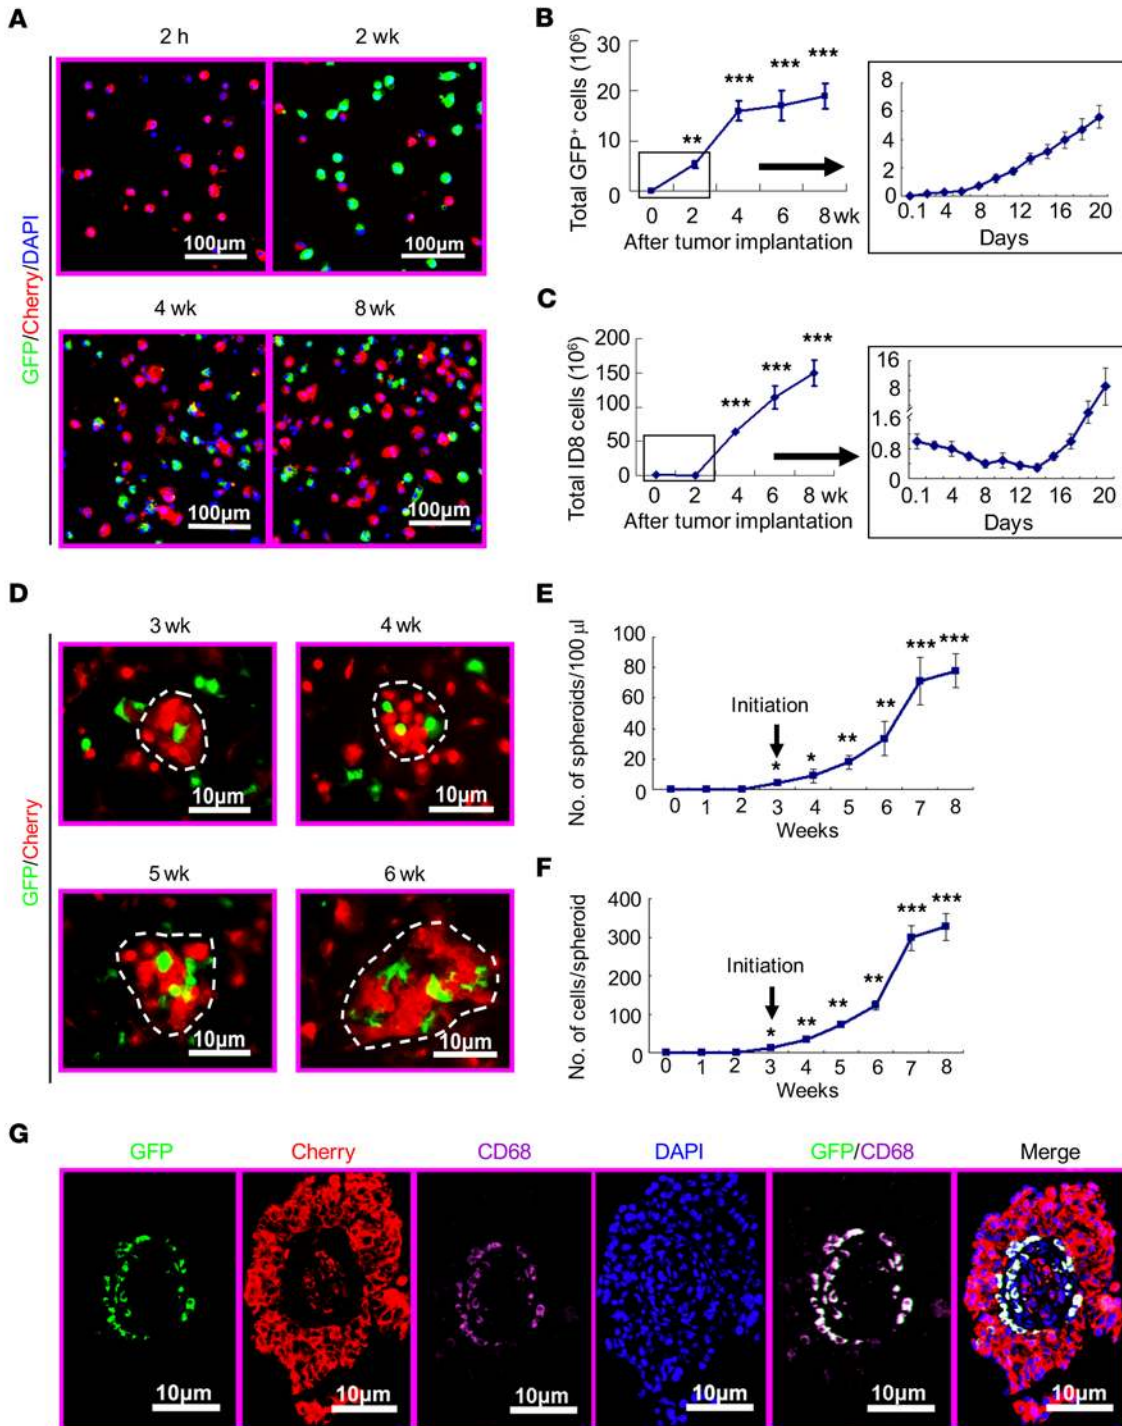 A
2 h
2 wk
GFP/Cherry/DAPI
100µm
100µm
4 wk
8 wk
100µm
100µm
B
Total GFP⁺ cells (10⁶)
30
20
10
0
**
***
***
***
0 2 4 6 8 wk
After tumor implantation
8
6
4
2
0
0.1 4 8 12 16 20
Days
C
Total ID8 cells (10⁶)
200
150
100
50
0
***
***
***
0 2 4 6 8 wk
After tumor implantation
16
8
1.6
0.8
0
0.1 4 8 12 16 20
Days
D
3 wk
4 wk
GFP/Cherry
10µm
10µm
5 wk
6 wk
10µm
10µm
E
No. of spheroids/100 µl
100
80
60
40
20
0
Initiation
*
*
**
**
***
***
0 1 2 3 4 5 6 7 8
Weeks
F
No. of cells/spheroid
400
300
200
100
0
Initiation
*
**
**
**
***
***
0 1 2 3 4 5 6 7 8
Weeks
G
GFP Cherry CD68 DAPI GFP/CD68 Merge
10µm 10µm 10µm 10µm 10µm 10µm